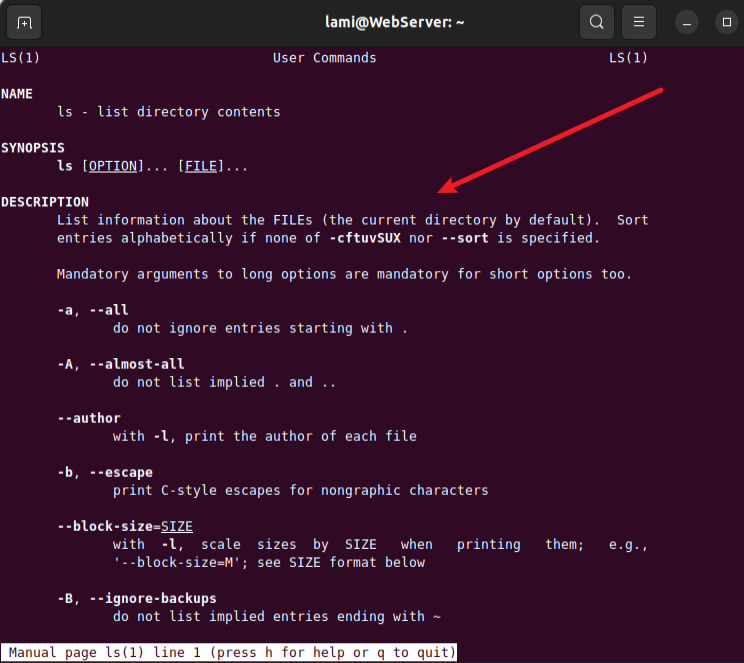 lami@WebServer: ~
LS(1) User Commands LS(1)
NAME
ls - list directory contents
SYNOPSIS
ls [OPTION]... [FILE]...
DESCRIPTION
List information about the FILEs (the current directory by default). Sort
entries alphabetically if none of -cftuvSUX nor --sort is specified.
Mandatory arguments to long options are mandatory for short options too.
-a, --all
do not ignore entries starting with .
-A, --almost-all
do not list implied . and ..
--author
with -l, print the author of each file
-b, --escape
print C-style escapes for nongraphic characters
--block-size=SIZE
with -l, scale sizes by SIZE when printing them; e.g.,
'--block-size=M'; see SIZE format below
-B, --ignore-backups
do not list implied entries ending with ~
Manual page ls(1) line 1 (press h for help or q to quit)